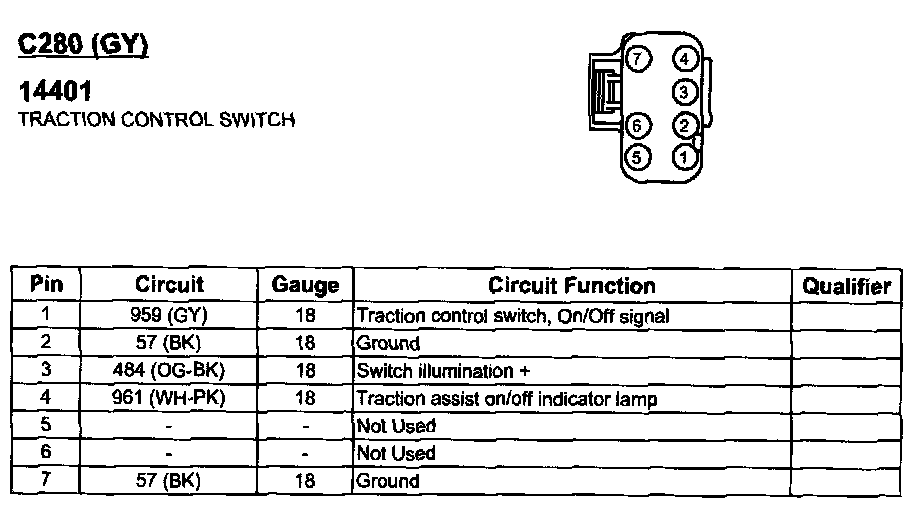 C280 (GY)
14401
TRACTION CONTROL SWITCH
7 4
3
6 2
5 1
Pin Circuit Gauge Circuit Function Qualifier
1 959 (GY) 18 Traction control switch, On/Off signal
2 57 (BK) 18 Ground
3 484 (OG-BK) 18 Switch illumination +
4 961 (WH-PK) 18 Traction assist on/off indicator lamp
5 - - Not Used
6 - - Not Used
7 57 (BK) 18 Ground